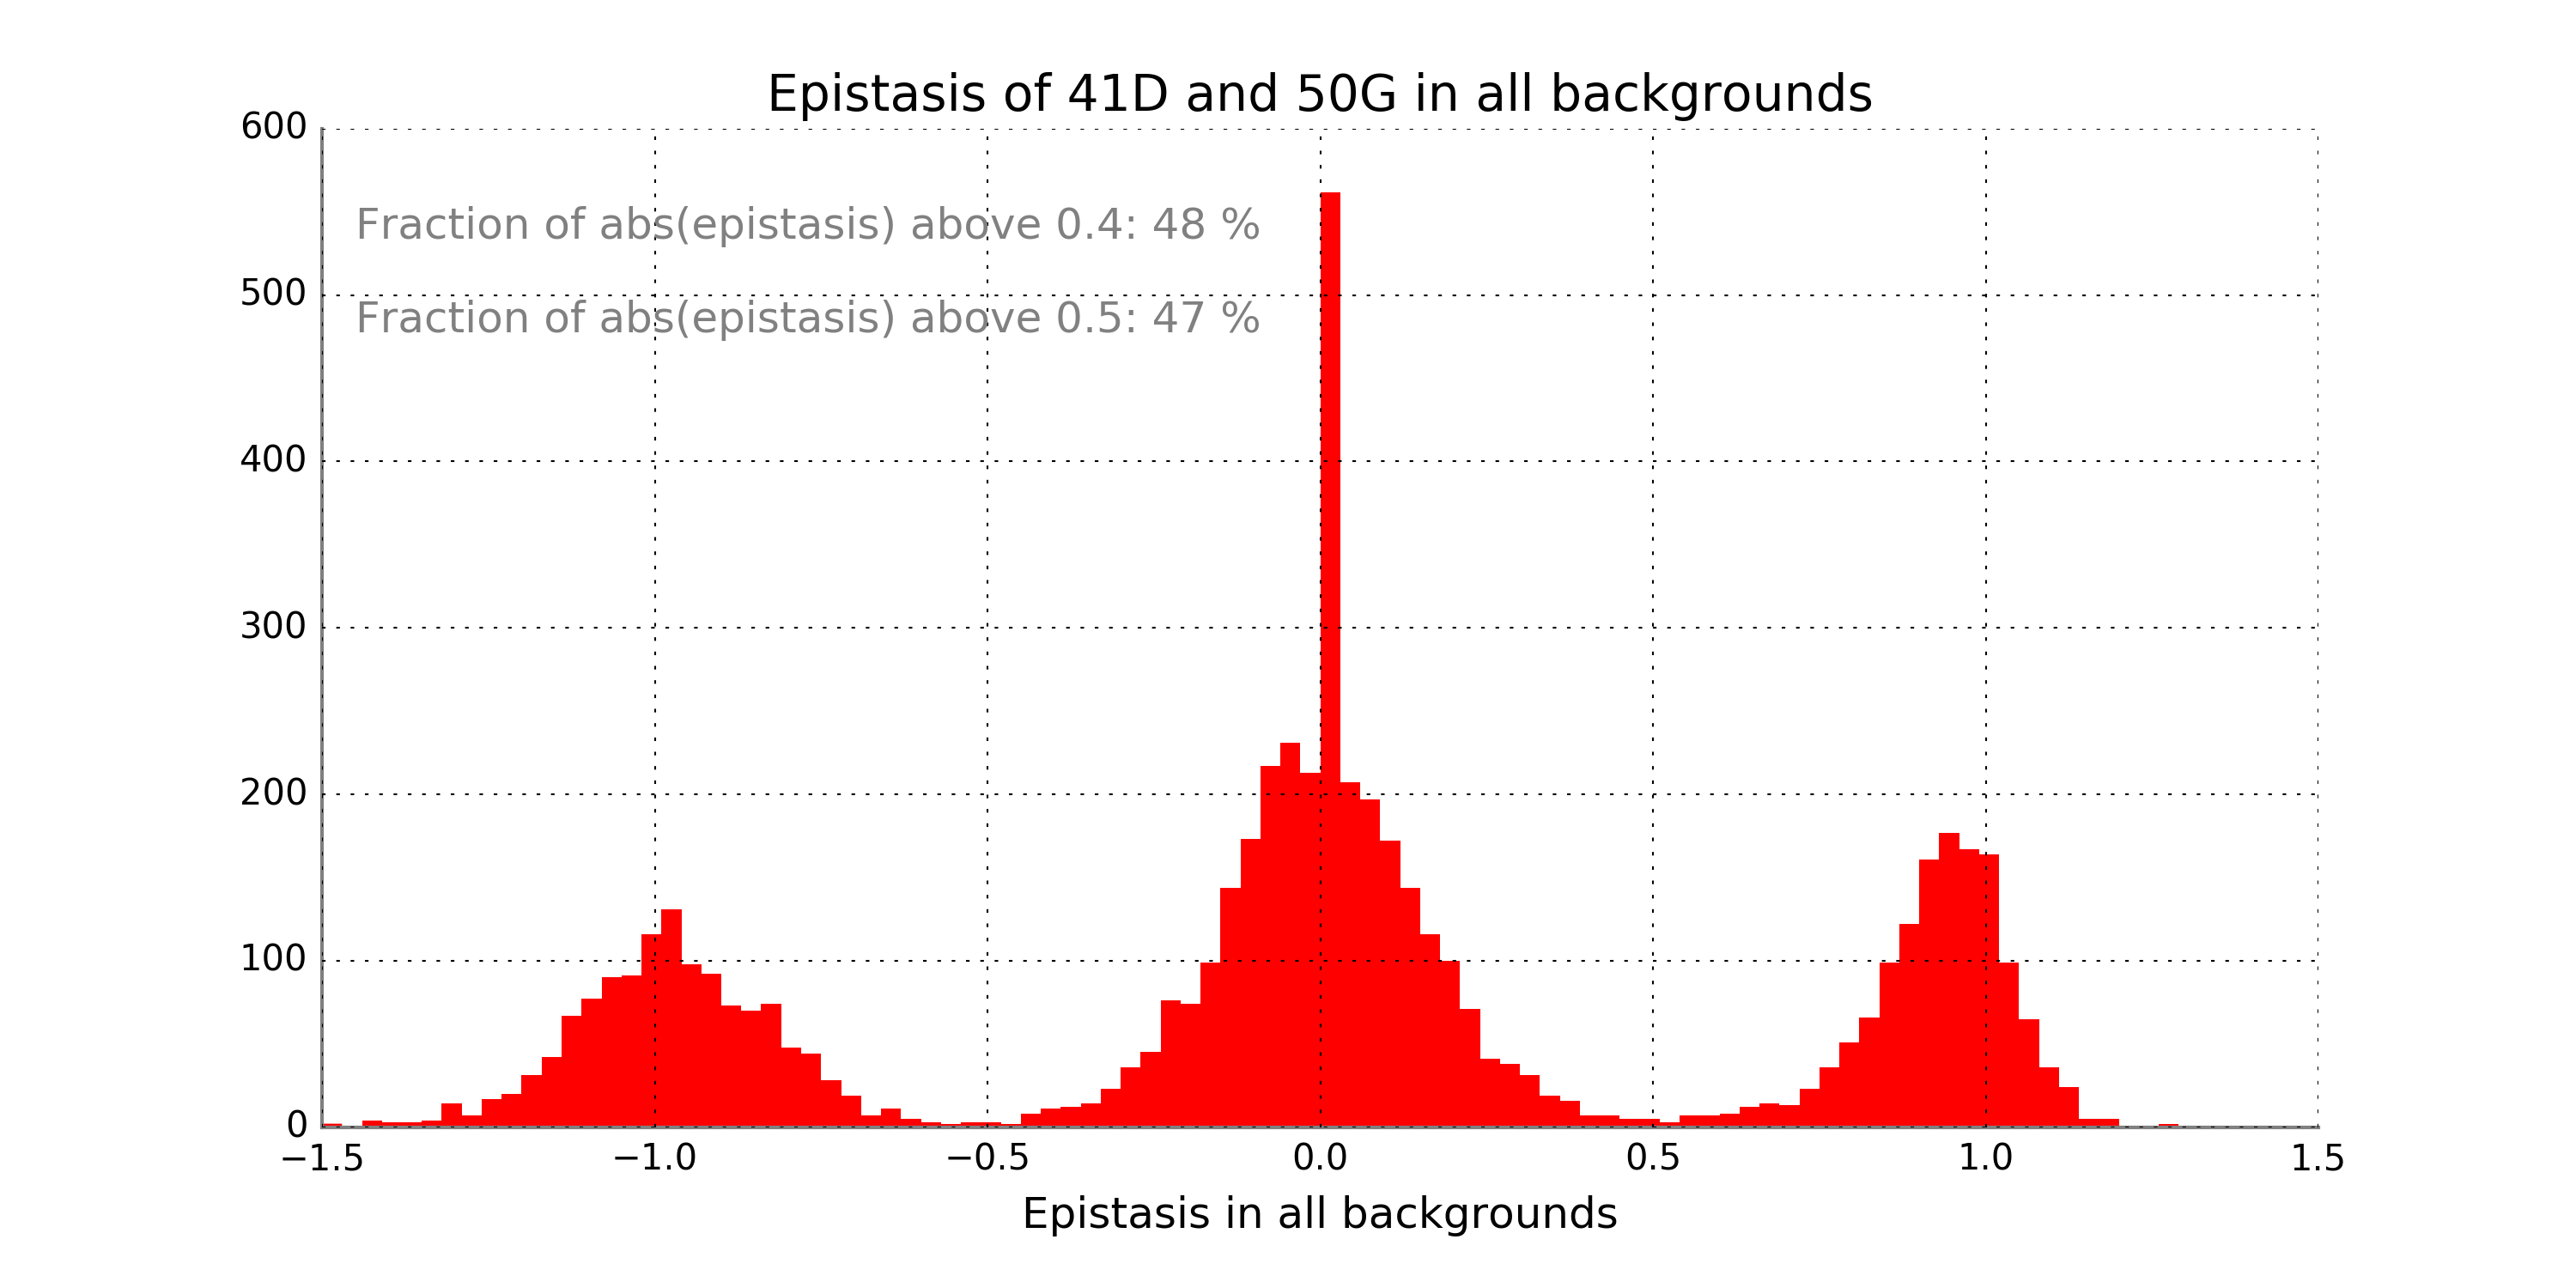 Epistasis of 41D and 50G in all backgrounds
600
Fraction of abs(epistasis) above 0.4: 48 %
500
Fraction of abs(epistasis) above 0.5: 47 %
400
300
200
100
0
−1.5 −1.0 −0.5 0.0 0.5 1.0 1.5
Epistasis in all backgrounds